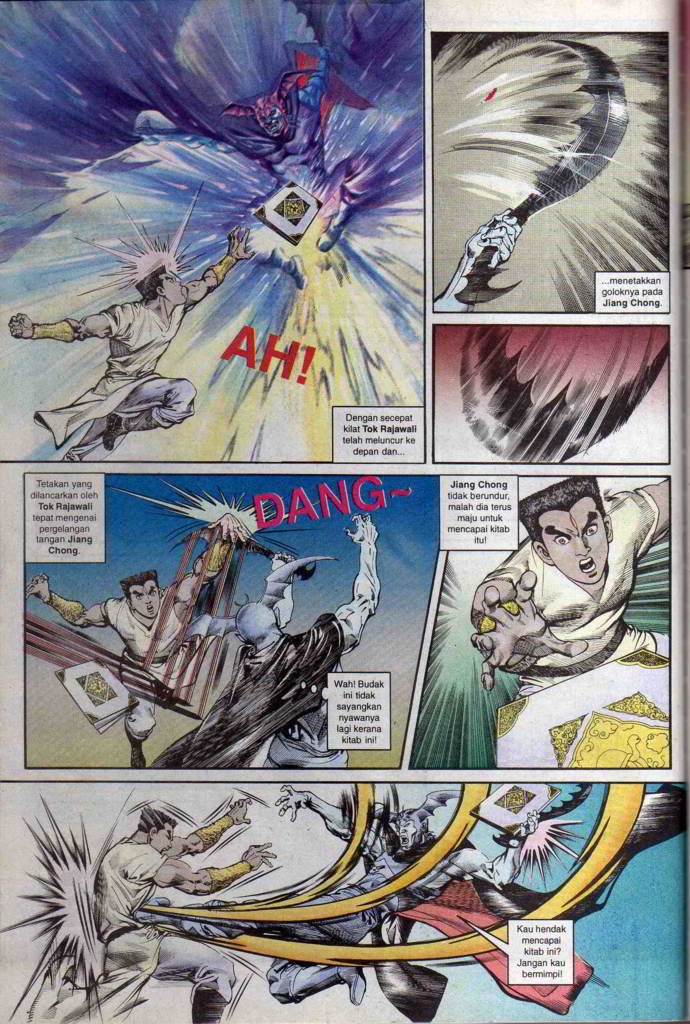 AH!
Dengan secepat
kilat Tok Rajawali
telah meluncur ke
depan dan...
...menetakkan
goloknya pada
Jiang Chong.
Tetakan yang
dilancarkan oleh
Tok Rajawali
tepat mengenai
pergelangan
tangan Jiang
Chong.
DANG~
Wah! Budak
ini tidak
sayangkan
nyawanya
lagi kerana
kitab ini!
Jiang Chong
tidak berundur,
malah dia terus
maju untuk
mencapai kitab
itu!
Kau hendak
mencapai
kitab ini?
Jangan kau
bermimpi!